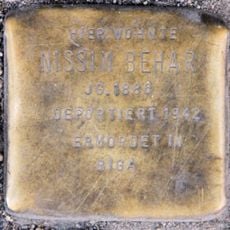 HIER WOHNTE
NISSIM BEHAR
JG.
DEPORTIERT 1942
ERMORDET IN
RIGA